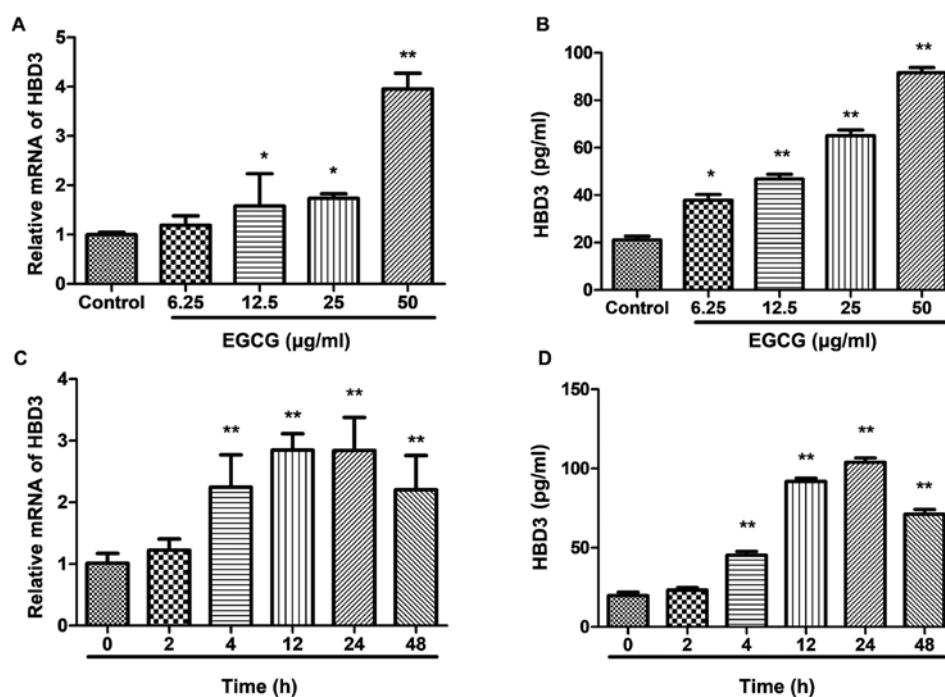 A
Relative mRNA of HBD3
5
4
3
2
1
0
*
*
**
Control 6.25 12.5 25 50
EGCG (µg/ml)
B
HBD3 (pg/ml)
100
80
60
40
20
0
*
**
**
**
Control 6.25 12.5 25 50
EGCG (µg/ml)
C
Relative mRNA of HBD3
4
3
2
1
0
**
**
**
**
0 2 4 12 24 48
Time (h)
D
HBD3 (pg/ml)
150
100
50
0
**
**
**
**
0 2 4 12 24 48
Time (h)